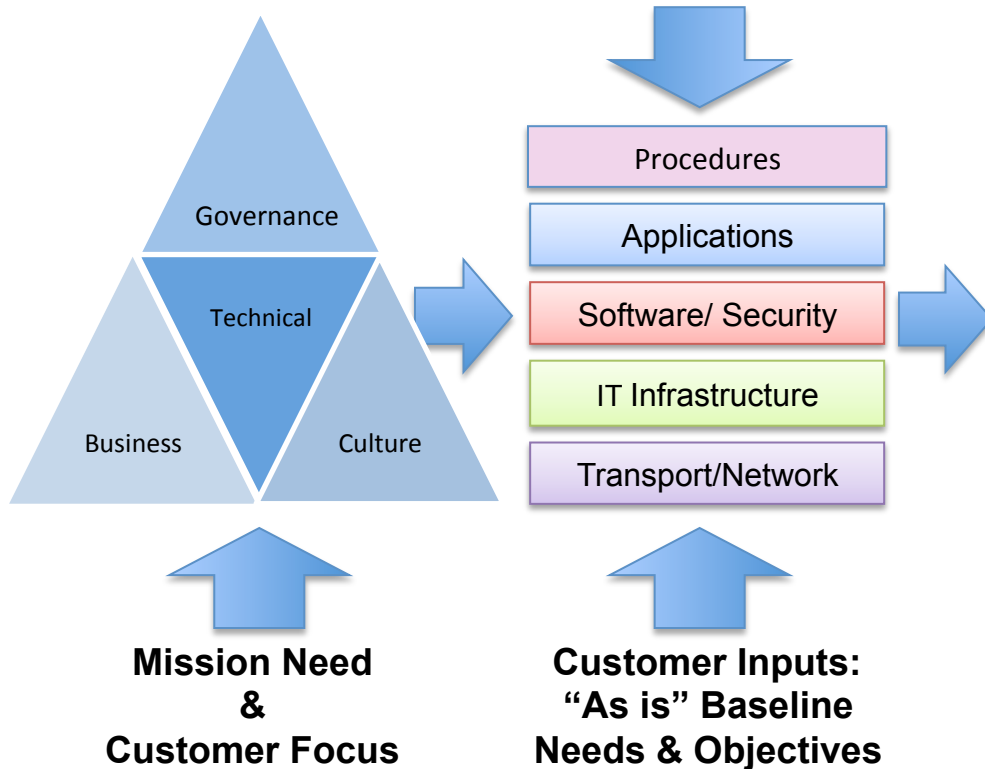 Governance
Technical
Business
Culture
Mission Need
&
Customer Focus
Procedures
Applications
Software/ Security
IT Infrastructure
Transport/Network
Customer Inputs:
“As is” Baseline
Needs & Objectives